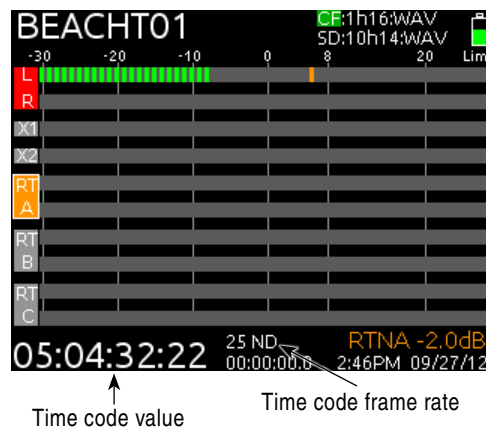 BEACHT01
CF:1h16:WAV
SD:10h14:WAV
-30 -20 -10 0 8 20 Lim
L
R
X1
X2
RT
A
RT
B
RT
C
05:04:32:22
25 ND
RTNA -2.0dB
00:00:00.0
2:46PM 09/27/12
Time code value
Time code frame rate